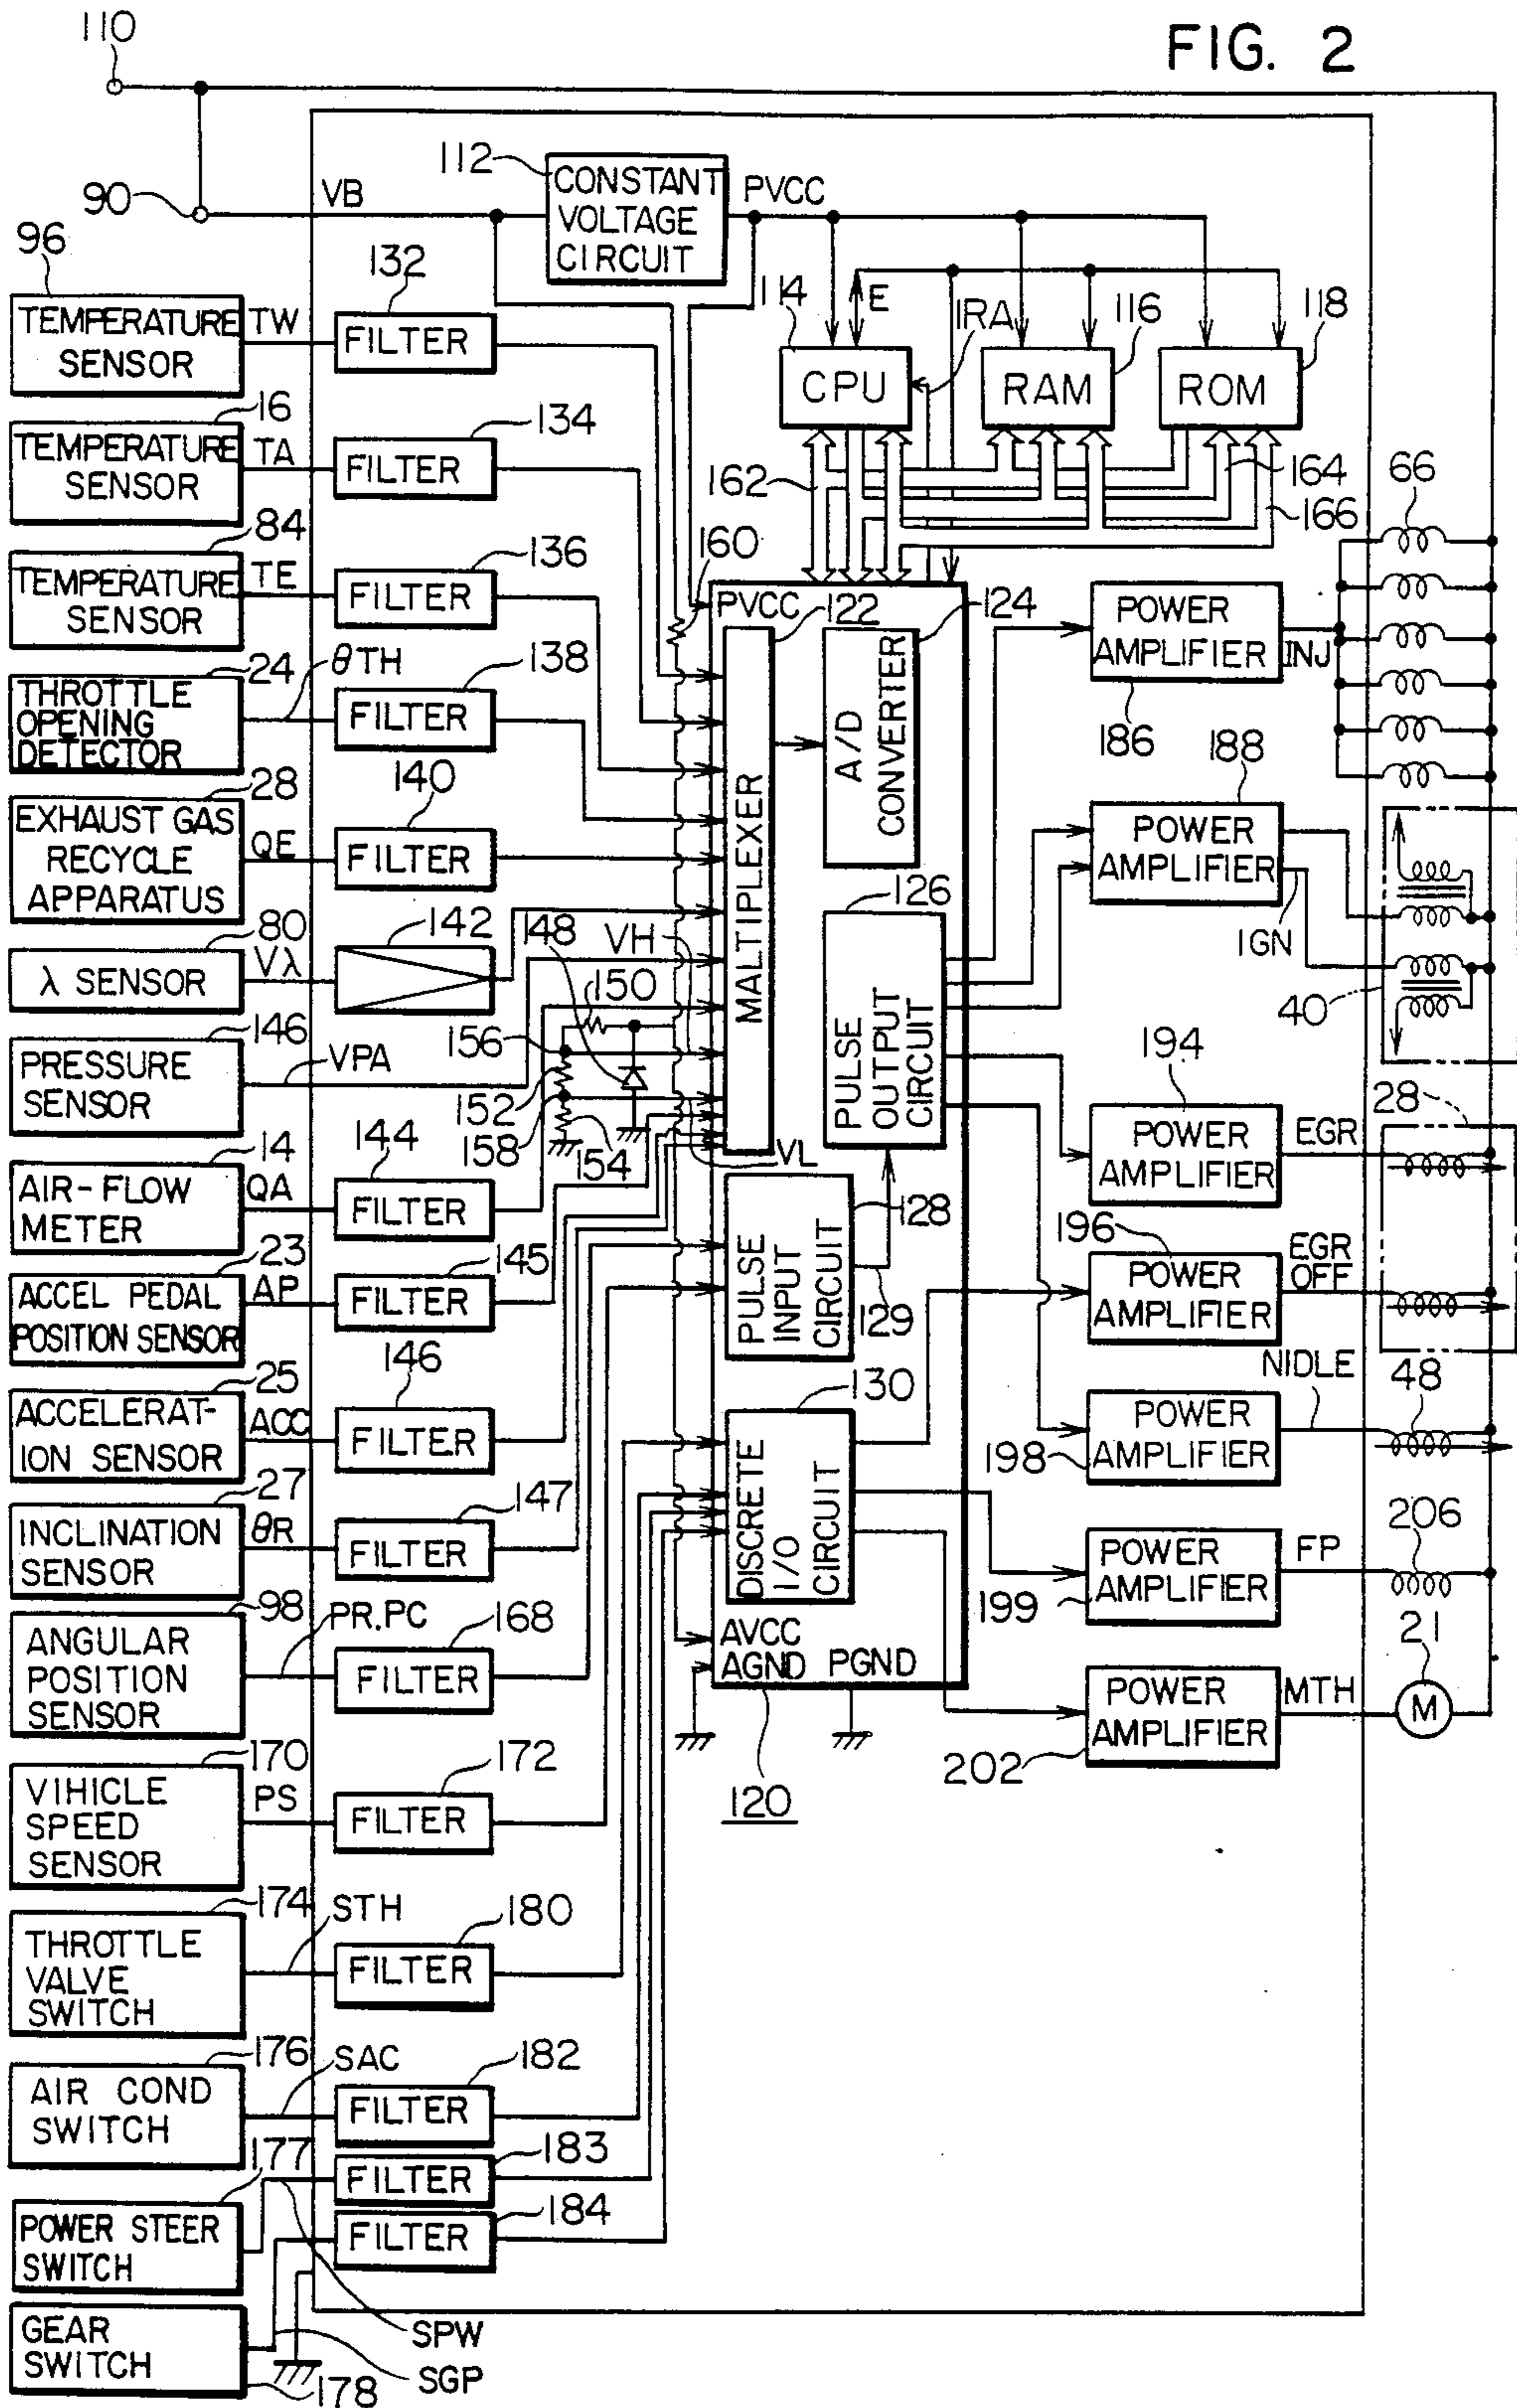 FIG. 2
110
90
VB
112
CONSTANT
VOLTAGE
CIRCUIT
PVCC
96
TEMPERATURE
SENSOR
TW
132
FILTER
114
CPU
E
IRA
116
RAM
118
ROM
16
TEMPERATURE
SENSOR
TA
134
FILTER
162
164
166
66
84
TEMPERATURE
SENSOR
TE
136
FILTER
160
PVCC
122
124
MALTIPLEXER
A/D
CONVERTER
POWER
AMPLIFIER
INJ
186
24
THROTTLE
OPENING
DETECTOR
θTH
138
FILTER
28
EXHAUST GAS
RECYCLE
APPARATUS
QE
140
FILTER
188
POWER
AMPLIFIER
IGN
40
80
λ SENSOR
Vλ
142
148
VH
150
156
152
158
154
VL
126
PULSE
OUTPUT
CIRCUIT
146
PRESSURE
SENSOR
VPA
194
POWER
AMPLIFIER
EGR
28
14
AIR-FLOW
METER
QA
144
FILTER
128
PULSE
INPUT
CIRCUIT
129
196
POWER
AMPLIFIER
EGR
OFF
23
ACCEL PEDAL
POSITION SENSOR
AP
145
FILTER
25
ACCELERAT-
ION SENSOR
ACC
146
FILTER
130
DISCRETE
I/O
CIRCUIT
NIDLE
48
POWER
AMPLIFIER
198
27
INCLINATION
SENSOR
θR
147
FILTER
POWER
AMPLIFIER
199
FP
206
98
ANGULAR
POSITION
SENSOR
PR.PC
168
FILTER
AVCC
AGND
PGND
120
POWER
AMPLIFIER
202
MTH
21
M
170
VIHICLE
SPEED
SENSOR
PS
172
FILTER
174
THROTTLE
VALVE
SWITCH
STH
180
FILTER
176
AIR COND
SWITCH
SAC
182
FILTER
177
POWER STEER
SWITCH
183
FILTER
184
FILTER
GEAR
SWITCH
178
SPW
SGP